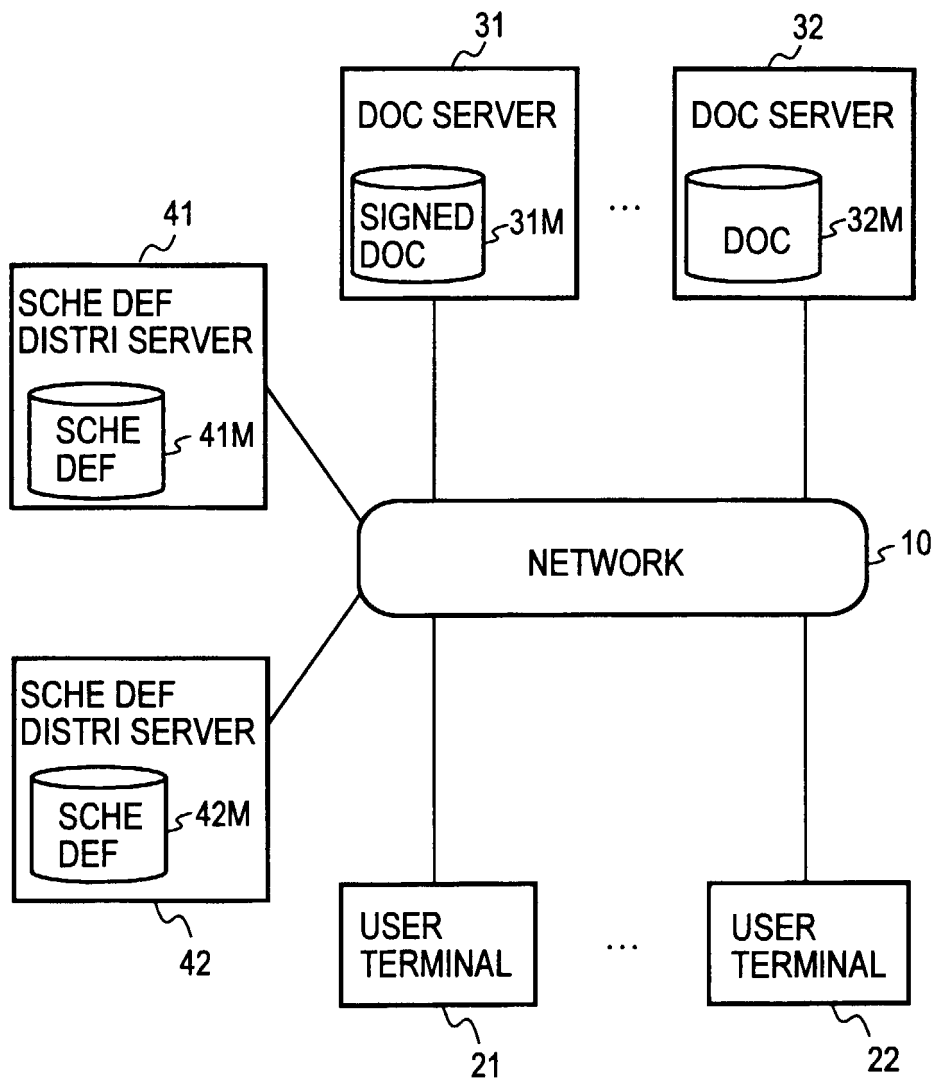 31
32
DOC SERVER
DOC SERVER
SIGNED
DOC
31M
...
DOC
32M
41
SCHE DEF
DISTRI SERVER
SCHE
DEF
41M
NETWORK
10
SCHE DEF
DISTRI SERVER
SCHE
DEF
42M
42
USER
TERMINAL
...
USER
TERMINAL
21
22